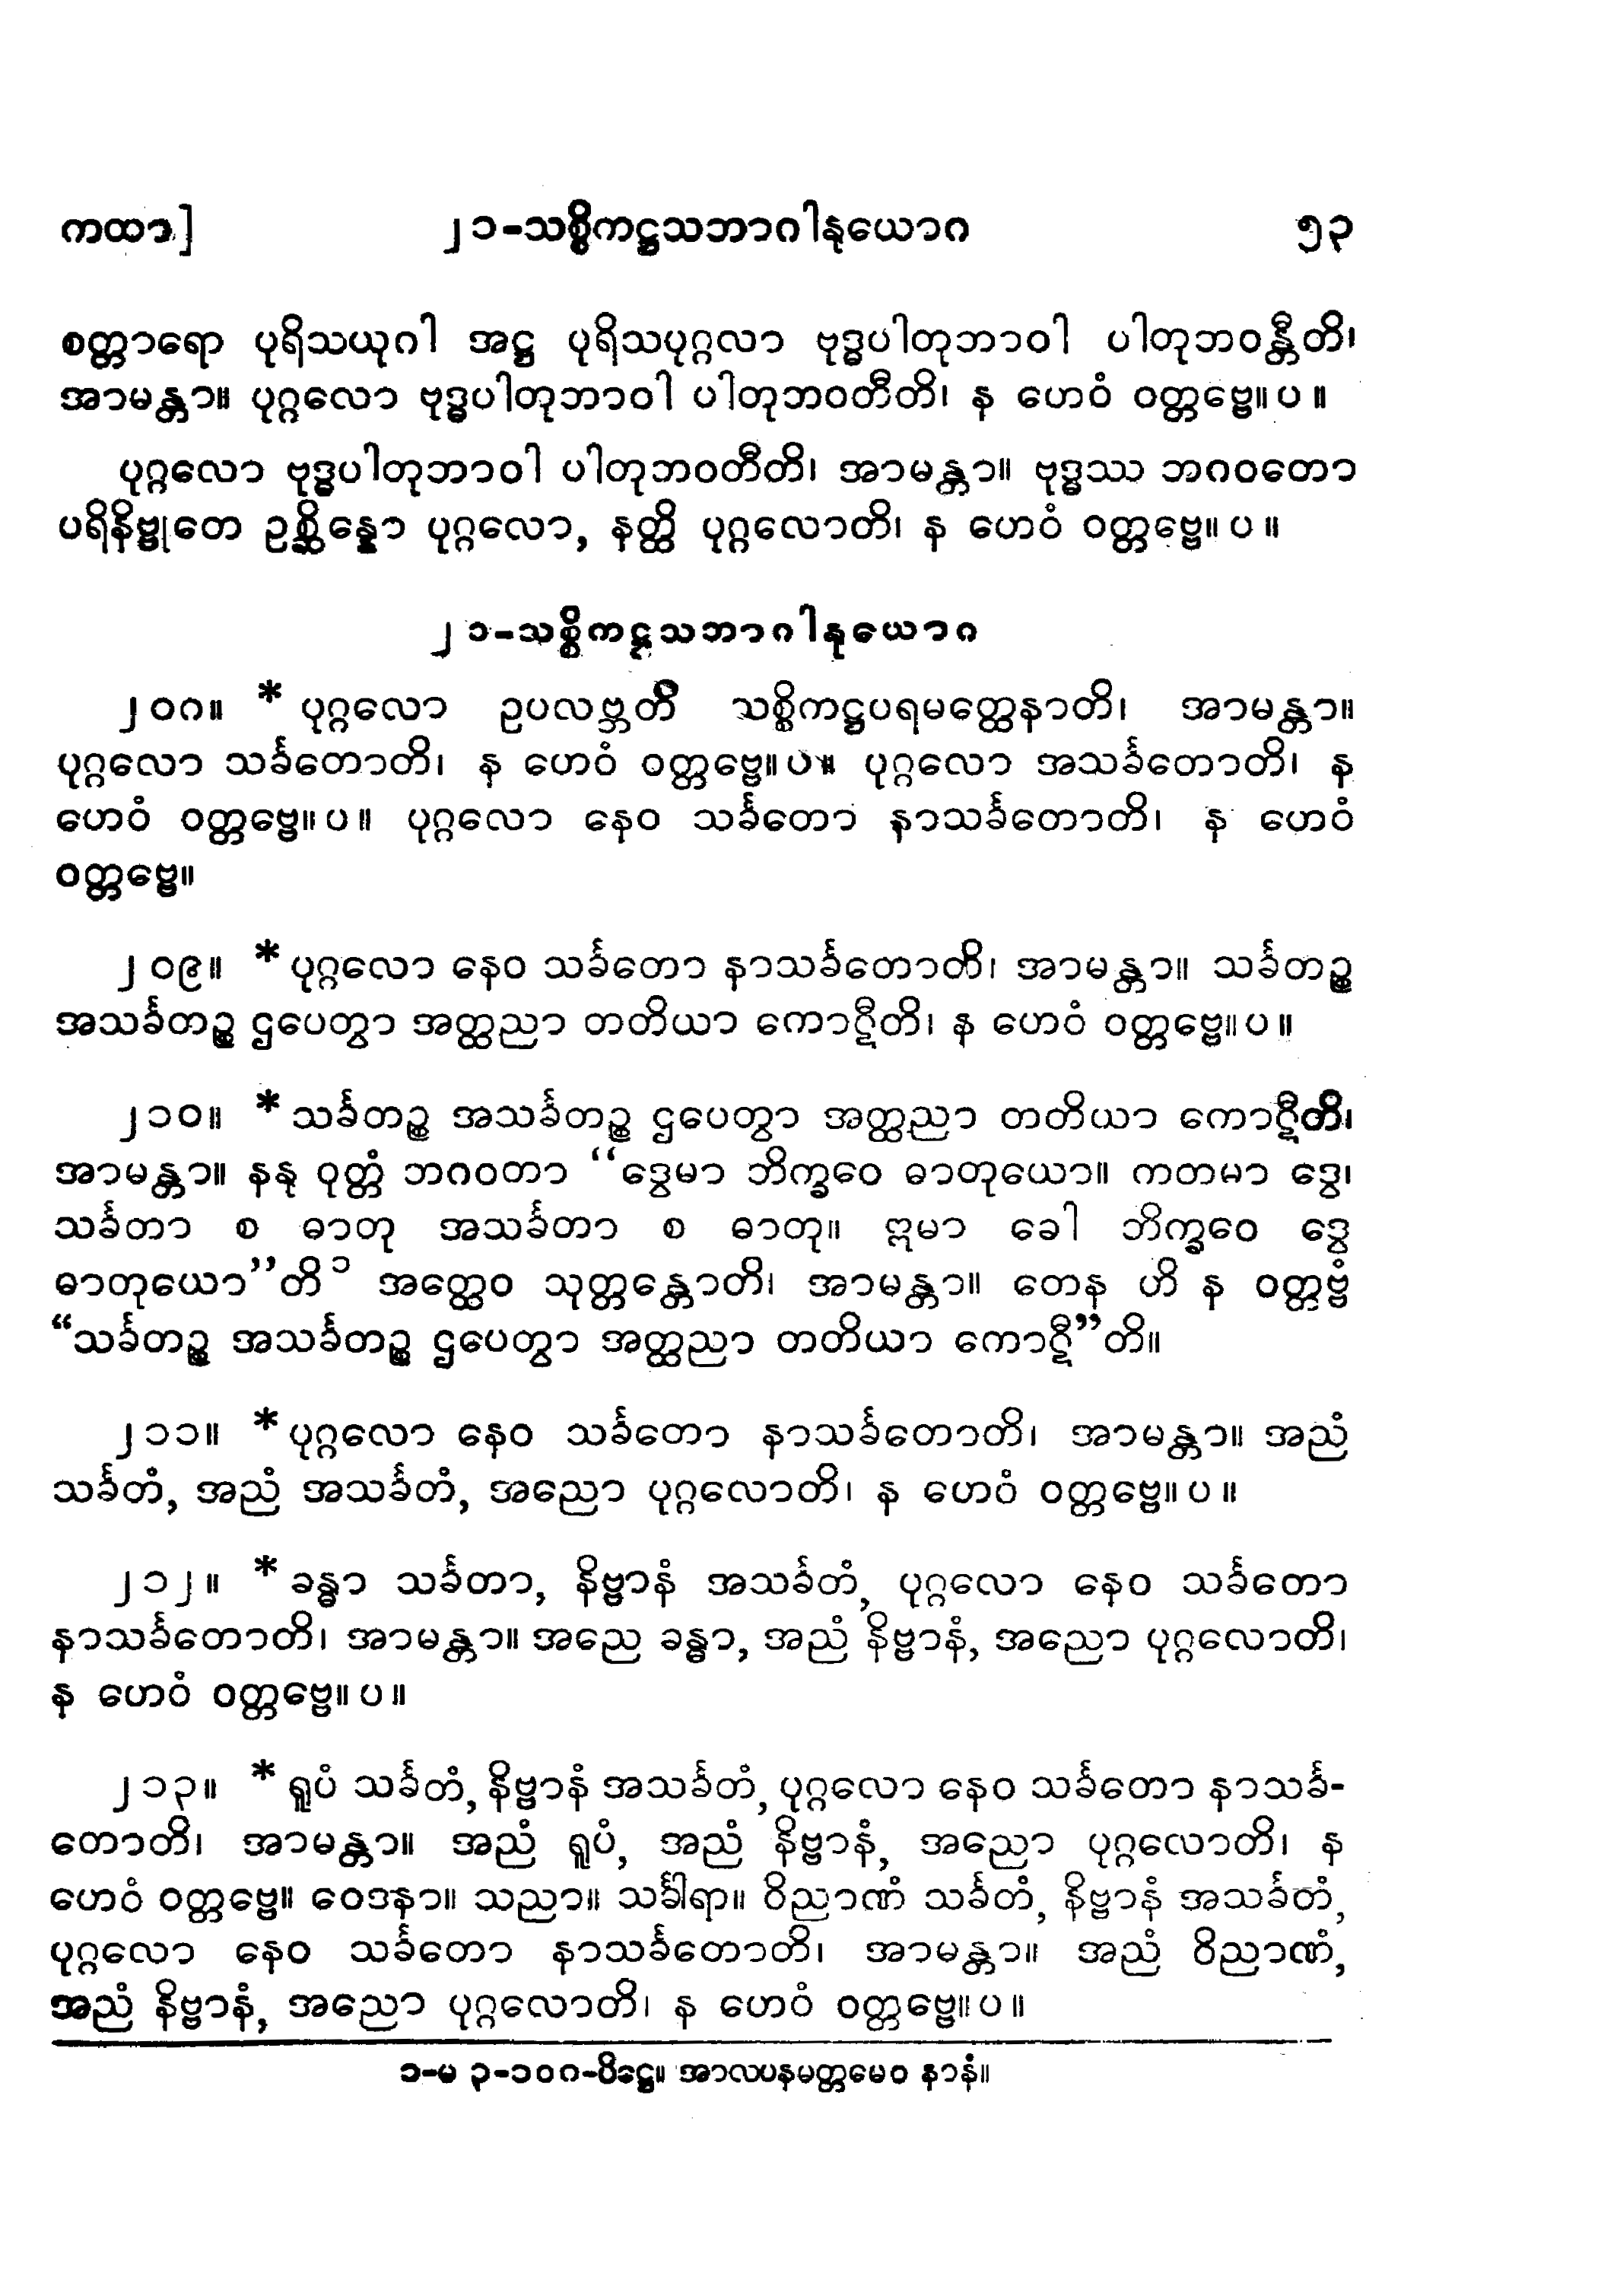 ကထာ] ၂၁-သစ္စိကဋ္ဌသဘာဂါနုယောဂ ၅၃
စတ္တာရော ပုရိသယုဂါ အဋ္ဌ ပုရိသပုဂ္ဂလာ ဗုဒ္ဓပါတုဘာဝါ ပါတုဘဝန္တီတိ၊
အာမန္တာ။ ပုဂ္ဂလော ဗုဒ္ဓပါတုဘာဝါ ပါတုဘဝတီတိ၊ န ဟေဝံ ဝတ္တဗ္ဗေ။ ပ ။
ပုဂ္ဂလော ဗုဒ္ဓပါတုဘာဝါ ပါတုဘဝတီတိ၊ အာမန္တာ။ ဗုဒ္ဓဿ ဘဂဝတော
ပရိနိဗ္ဗုတေ ဥစ္ဆိန္နော ပုဂ္ဂလော, နတ္ထိ ပုဂ္ဂလောတိ၊ န ဟေဝံ ဝတ္တဗ္ဗေ။ ပ ။
၂၁-သစ္စိကဋ္ဌသဘာဂါနုယောဂ
၂၀၈။ * ပုဂ္ဂလော ဥပလဗ္ဘတိ သစ္စိကဋ္ဌပရမတ္ထေနာတိ၊ အာမန္တာ။
ပုဂ္ဂလော သင်္ခတောတိ၊ န ဟေဝံ ဝတ္တဗ္ဗေ။ ပ။ ပုဂ္ဂလော အသင်္ခတောတိ၊ န
ဟေဝံ ဝတ္တဗ္ဗေ။ ပ ။ ပုဂ္ဂလော နေဝ သင်္ခတော နာသင်္ခတောတိ၊ န ဟေဝံ
ဝတ္တဗ္ဗေ။
၂၀၉။ * ပုဂ္ဂလော နေဝ သင်္ခတော နာသင်္ခတောတိ၊ အာမန္တာ။ သင်္ခတဉ္စ
အသင်္ခတဉ္စ ဌပေတွာ အတ္ထညာ တတိယာ ကောဋီတိ၊ န ဟေဝံ ဝတ္တဗ္ဗေ။ ပ ။
၂၁၀။ * သင်္ခတဉ္စ အသင်္ခတဉ္စ ဌပေတွာ အတ္ထညာ တတိယာ ကောဋီတိ၊
အာမန္တာ။ နနု ဝုတ္တံ ဘဂဝတာ “ဒွေမာ ဘိက္ခဝေ ဓာတုယော။ ကတမာ ဒွေ၊
သင်္ခတာ စ ဓာတု အသင်္ခတာ စ ဓာတု။ ဣမာ ခေါ ဘိက္ခဝေ ဒွေ
ဓာတုယော”တိ ၁ အတ္ထေဝ သုတ္တန္တောတိ၊ အာမန္တာ။ တေန ဟိ န ဝတ္တဗ္ဗံ
“သင်္ခတဉ္စ အသင်္ခတဉ္စ ဌပေတွာ အတ္ထညာ တတိယာ ကောဋီ”တိ။
၂၁၁။ * ပုဂ္ဂလော နေဝ သင်္ခတော နာသင်္ခတောတိ၊ အာမန္တာ။ အညံ
သင်္ခတံ, အညံ အသင်္ခတံ, အညော ပုဂ္ဂလောတိ၊ န ဟေဝံ ဝတ္တဗ္ဗေ။ ပ ။
၂၁၂။ * ခန္ဓာ သင်္ခတာ, နိဗ္ဗာနံ အသင်္ခတံ, ပုဂ္ဂလော နေဝ သင်္ခတော
နာသင်္ခတောတိ၊ အာမန္တာ။ အညေ ခန္ဓာ, အညံ နိဗ္ဗာနံ, အညော ပုဂ္ဂလောတိ၊
န ဟေဝံ ဝတ္တဗ္ဗေ။ ပ ။
၂၁၃။ * ရူပံ သင်္ခတံ, နိဗ္ဗာနံ အသင်္ခတံ, ပုဂ္ဂလော နေဝ သင်္ခတော နာသင်္ခ-
တောတိ၊ အာမန္တာ။ အညံ ရူပံ, အညံ နိဗ္ဗာနံ, အညော ပုဂ္ဂလောတိ၊ န
ဟေဝံ ဝတ္တဗ္ဗေ။ ဝေဒနာ။ သညာ။ သင်္ခါရာ။ ဝိညာဏံ သင်္ခတံ, နိဗ္ဗာနံ အသင်္ခတံ,
ပုဂ္ဂလော နေဝ သင်္ခတော နာသင်္ခတောတိ၊ အာမန္တာ။ အညံ ဝိညာဏံ,
အညံ နိဗ္ဗာနံ, အညော ပုဂ္ဂလောတိ၊ န ဟေဝံ ဝတ္တဗ္ဗေ။ ပ ။
၁-မ ၃-၁၀၈-ပိဋ္ဌေ။ အာလပနမတ္တမေဝ နာနံ။